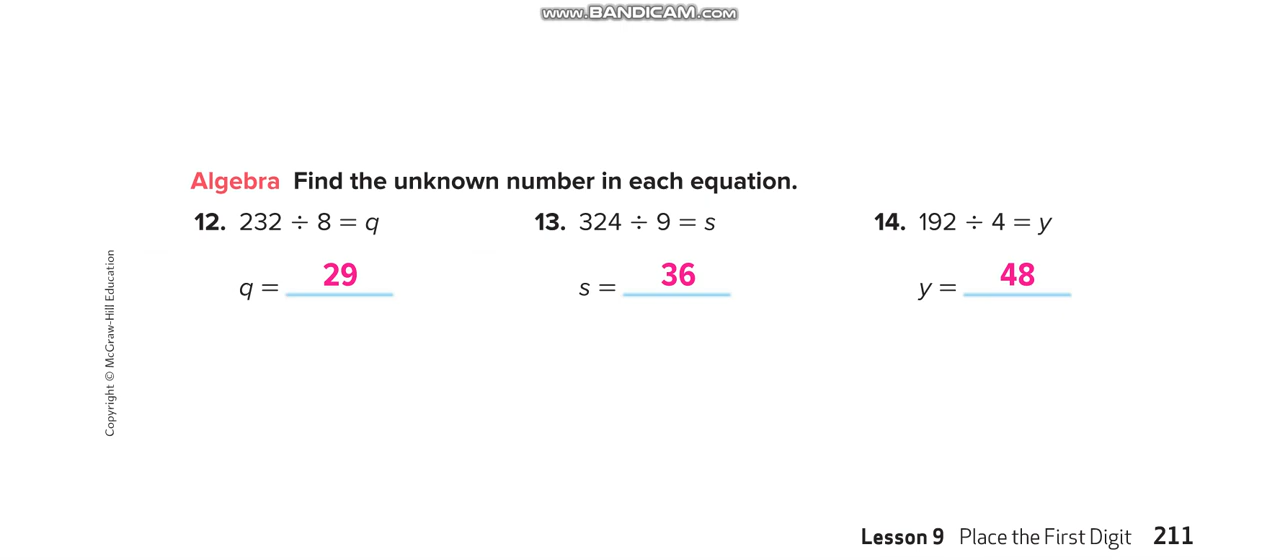 www.BANDICAM.com
Algebra Find the unknown number in each equation.
12. 232 ÷ 8 = q
13. 324 ÷ 9 = s
14. 192 ÷ 4 = y
q = 29
s = 36
y = 48
Copyright © McGraw-Hill Education
Lesson 9 Place the First Digit 211